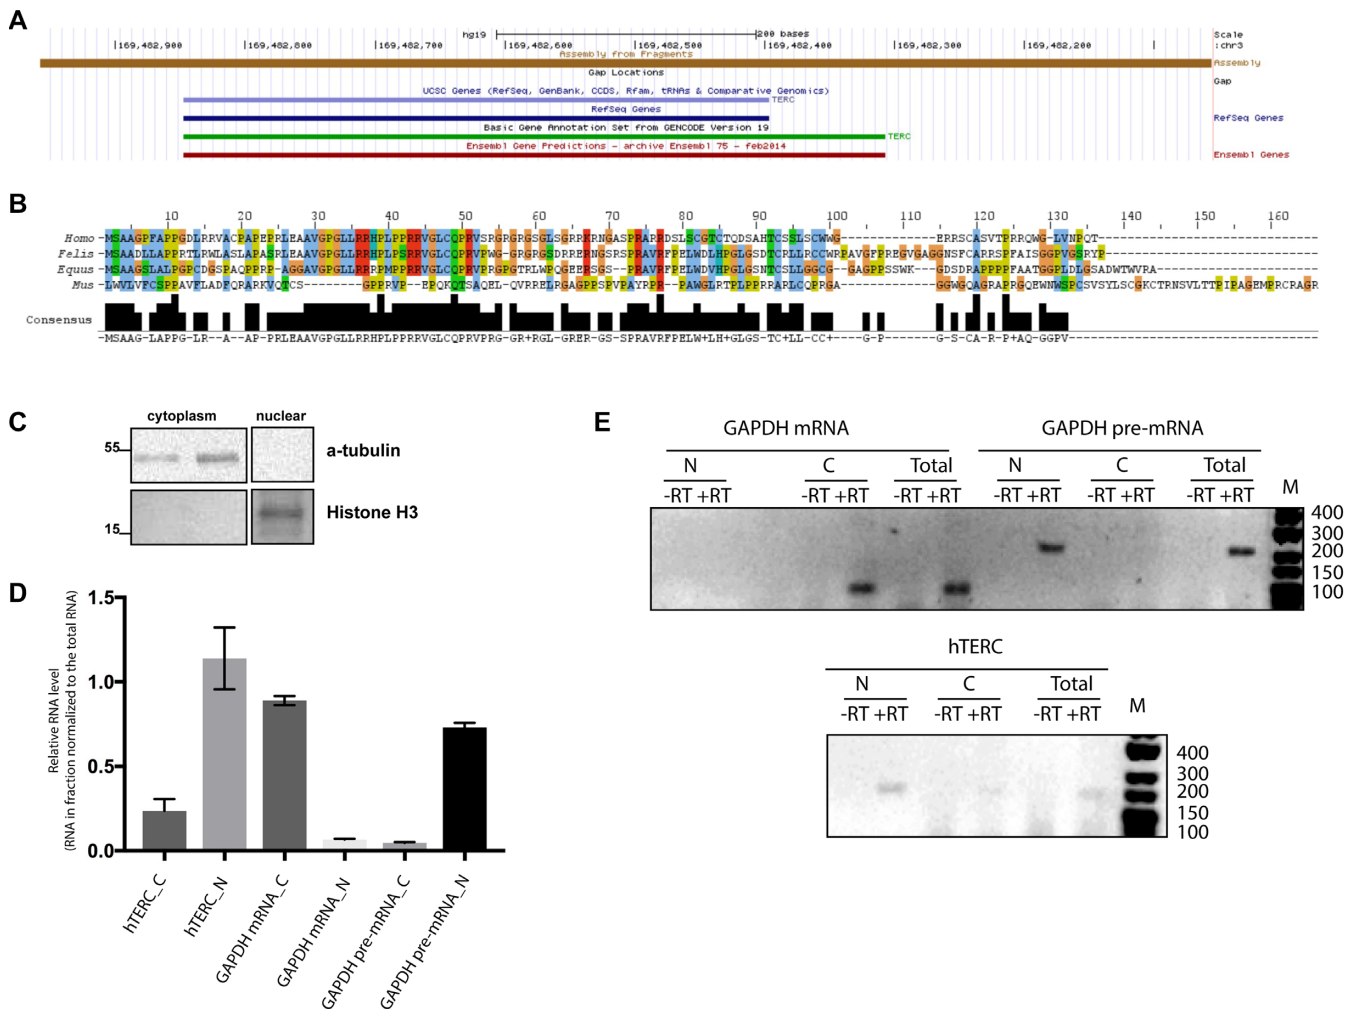 A
hg19 200 bases Scale
169,482,900 169,482,800 169,482,700 169,482,600 169,482,500 169,482,400 169,482,300 169,482,200 :chr3
Assembly from Fragments
Assembly
Gap Locations
Gap
UCSC Genes (RefSeq, GenBank, CCDS, Rfam, tRNAs & Comparative Genomics)
TERC
RefSeq Genes
RefSeq Genes
Basic Gene Annotation Set from GENCODE Version 19
TERC
Ensembl Gene Predictions - archive Ensembl 75 - feb2014
Ensembl Genes
B
10 20 30 40 50 60 70 80 90 100 110 120 130 140 150 160
Homo
Felis
Equus
Mus
Consensus
C
cytoplasm nuclear
55 a-tubulin
15 Histone H3
D
Relative RNA level
(RNA in fraction normalized to the total RNA)
1.5
1.0
0.5
0.0
hTERC_C
hTERC_N
GAPDH mRNA_C
GAPDH mRNA_N
GAPDH pre-mRNA_C
GAPDH pre-mRNA_N
E
GAPDH mRNA GAPDH pre-mRNA
N C Total N C Total
-RT +RT -RT +RT -RT +RT -RT +RT -RT +RT -RT +RT M
400
300
200
150
100
hTERC
N C Total
-RT +RT -RT +RT -RT +RT M
400
300
200
150
100